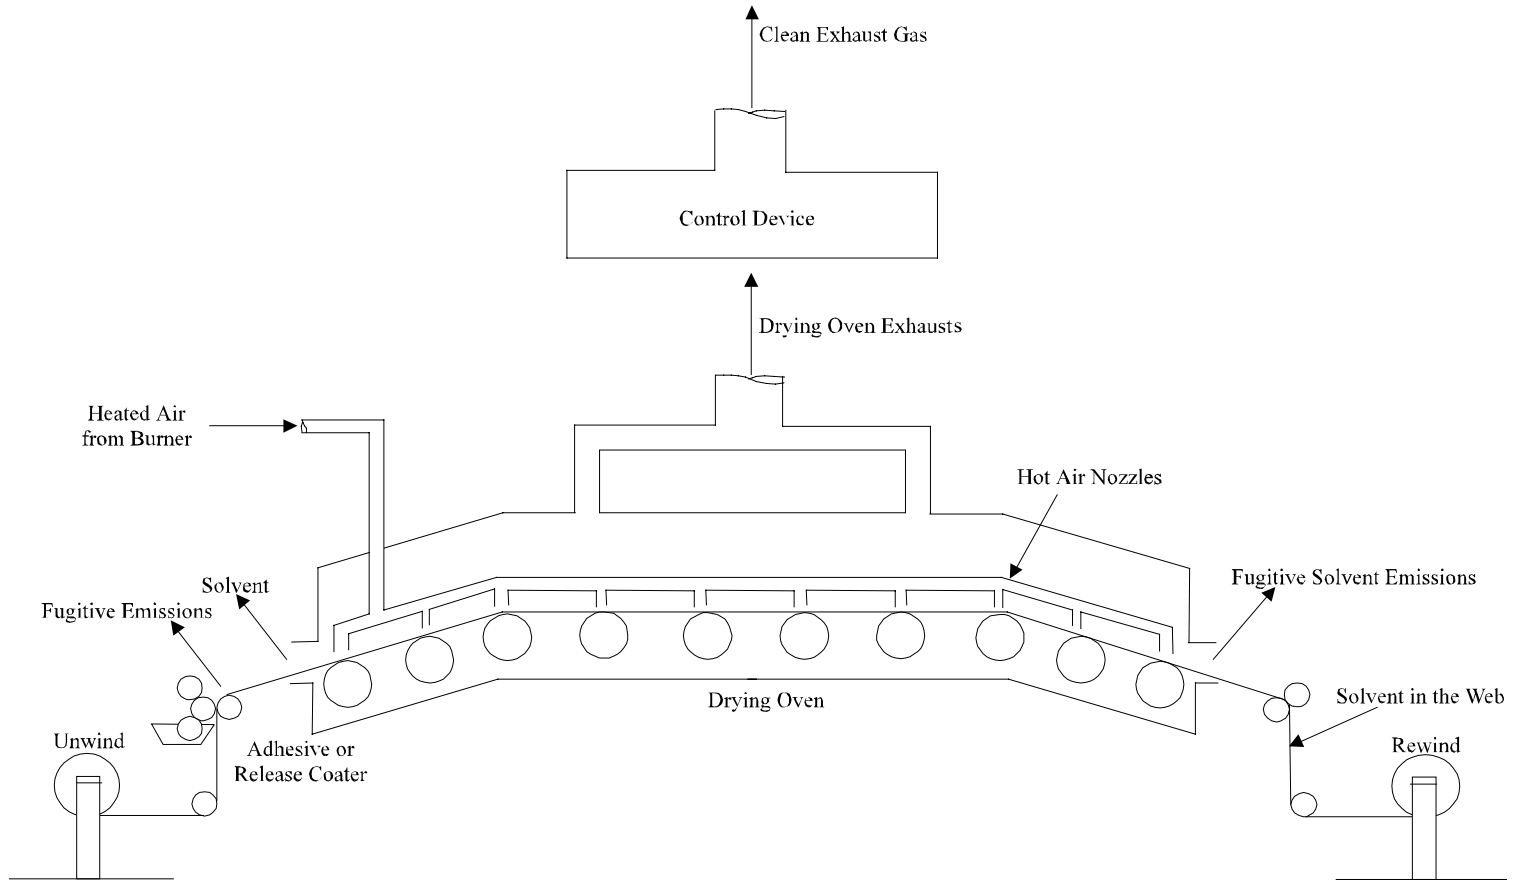 Clean Exhaust Gas
Control Device
Drying Oven Exhausts
Heated Air
from Burner
Hot Air Nozzles
Solvent
Fugitive Emissions
Fugitive Solvent Emissions
Drying Oven
Solvent in the Web
Unwind
Adhesive or
Release Coater
Rewind